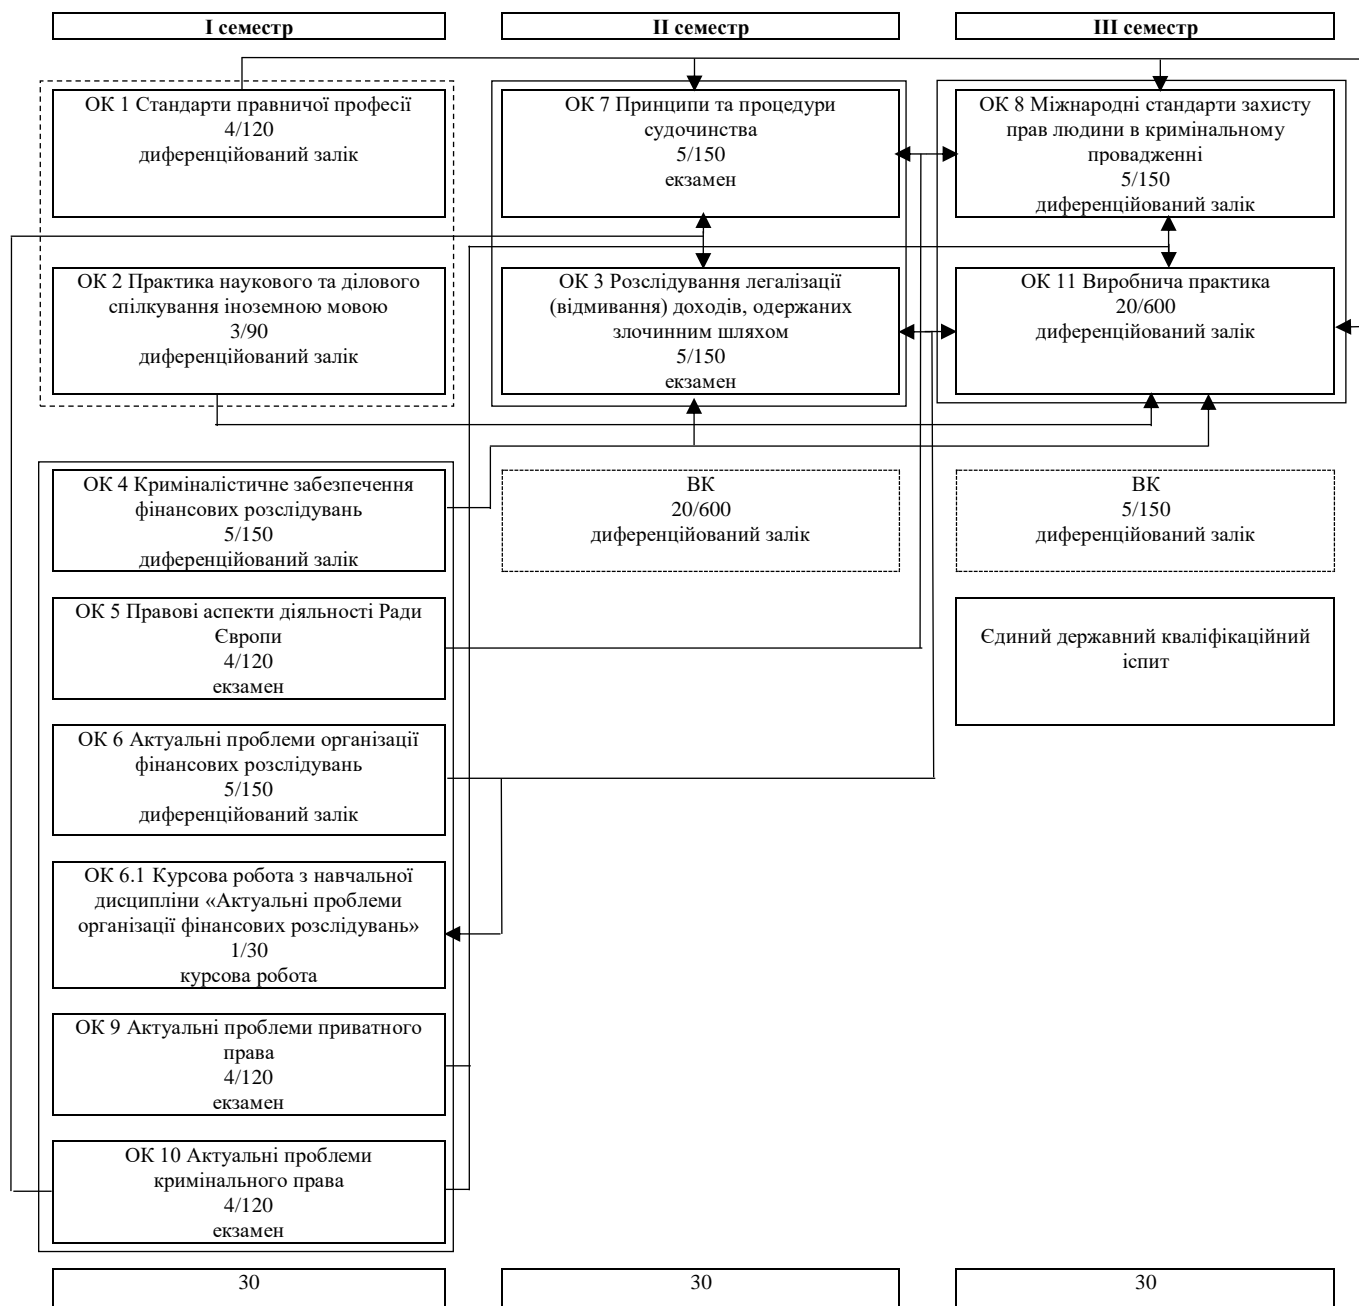 I семестр
II семестр
III семестр
ОК 1 Стандарти правничої професії
4/120
диференційований залік
ОК 7 Принципи та процедури
судочинства
5/150
екзамен
ОК 8 Міжнародні стандарти захисту
прав людини в кримінальному
провадженні
5/150
диференційований залік
ОК 2 Практика наукового та ділового
спілкування іноземною мовою
3/90
диференційований залік
ОК 3 Розслідування легалізації
(відмивання) доходів, одержаних
злочинним шляхом
5/150
екзамен
ОК 11 Виробнича практика
20/600
диференційований залік
ОК 4 Криміналістичне забезпечення
фінансових розслідувань
5/150
диференційований залік
ВК
20/600
диференційований залік
ВК
5/150
диференційований залік
ОК 5 Правові аспекти діяльності Ради
Європи
4/120
екзамен
Єдиний державний кваліфікаційний
іспит
ОК 6 Актуальні проблеми організації
фінансових розслідувань
5/150
диференційований залік
ОК 6.1 Курсова робота з навчальної
дисципліни «Актуальні проблеми
організації фінансових розслідувань»
1/30
курсова робота
ОК 9 Актуальні проблеми приватного
права
4/120
екзамен
ОК 10 Актуальні проблеми
кримінального права
4/120
екзамен
30
30
30